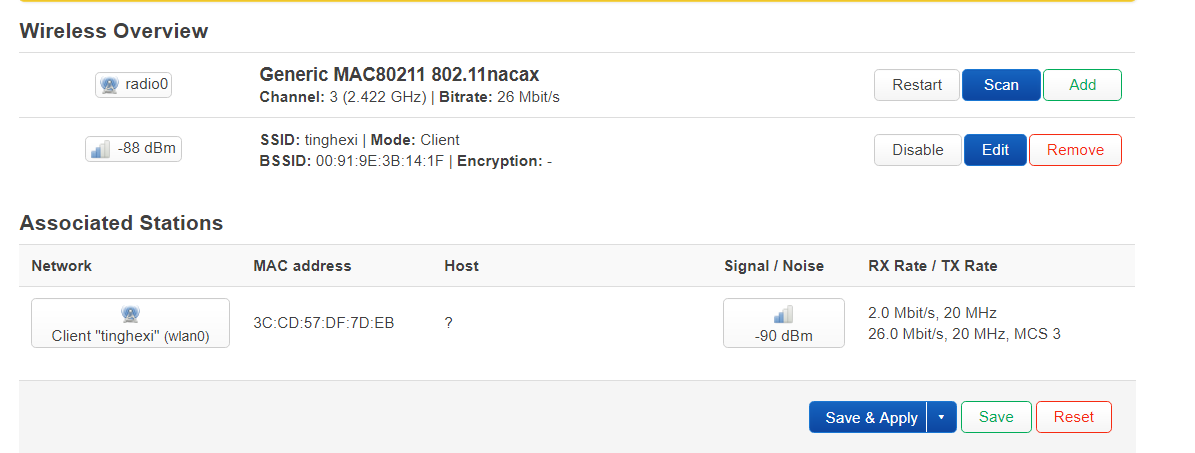 Wireless Overview
radio0
Generic MAC80211 802.11nacax
Channel: 3 (2.422 GHz) | Bitrate: 26 Mbit/s
Restart Scan Add
-88 dBm
SSID: tinghexi | Mode: Client
BSSID: 00:91:9E:3B:14:1F | Encryption: -
Disable Edit Remove
Associated Stations
Network MAC address Host Signal / Noise RX Rate / TX Rate
Client "tinghexi" (wlan0)
3C:CD:57:DF:7D:EB
?
-90 dBm
2.0 Mbit/s, 20 MHz
26.0 Mbit/s, 20 MHz, MCS 3
Save & Apply Save Reset